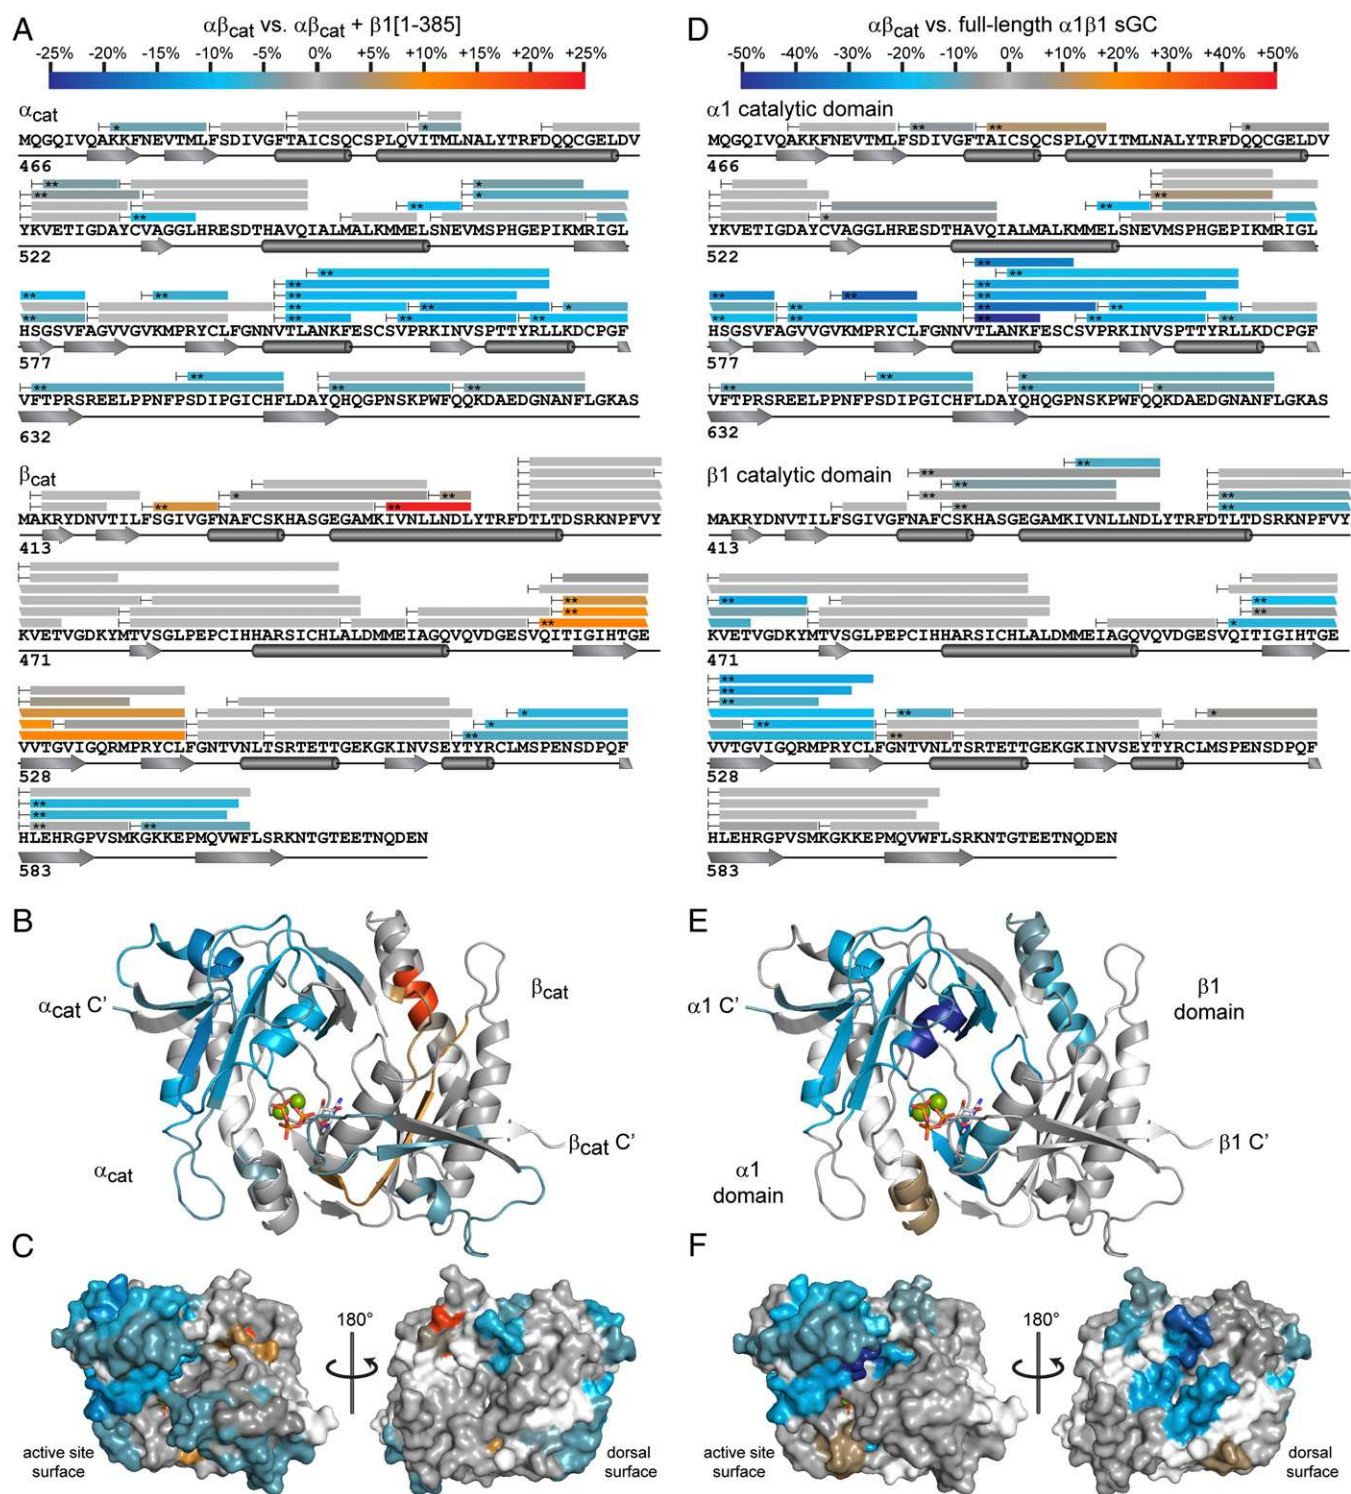 A
αβcat vs. αβcat + β1[1-385]
-25% -20% -15% -10% -5% 0% +5% +10% +15% +20% +25%
αcat
MQGQIVQAKKFNEVTMLFSDIVGFTAICSQCSPLQVITMLNALYTRFDQQCGELDV
466
YKVETIGDAYCVAGGLHRESDTHAVQIALMALKMMELSNEVMSPHGEPIKMRIGL
522
HSGSVFAGVVGVKMPRYCLFGNNVTLANKFESCSVPRKINVSPTTYRLLKDCPGF
577
VFTPRSREELPPNFPSDIPGICHFLDAYQHQGPNSKPWFQQKDAEDGNANFLGKAS
632
βcat
MAKRYDNVTILFSGIVGFNAFCSKHASGEGAMKIVNLLNDLYTRFDTLTDSRKNPFVY
413
KVETVGDKYMTVSGLPEPCIHHARSICHLALDMMEIAGQVQVDGESVQITIGIHTGE
471
VVTGVIGQRMPRYCLFGNTVNLTSRTETTGEKGKINVSEYTYRCLMSPENSDPQF
528
HLEHRGPVSMKGKKEPMQVWFLSRKNTGTEETNQDEN
583
D
αβcat vs. full-length α1β1 sGC
-50% -40% -30% -20% -10% 0% +10% +20% +30% +40% +50%
α1 catalytic domain
MQGQIVQAKKFNEVTMLFSDIVGFTAICSQCSPLQVITMLNALYTRFDQQCGELDV
466
YKVETIGDAYCVAGGLHRESDTHAVQIALMALKMMELSNEVMSPHGEPIKMRIGL
522
HSGSVFAGVVGVKMPRYCLFGNNVTLANKFESCSVPRKINVSPTTYRLLKDCPGF
577
VFTPRSREELPPNFPSDIPGICHFLDAYQHQGPNSKPWFQQKDAEDGNANFLGKAS
632
β1 catalytic domain
MAKRYDNVTILFSGIVGFNAFCSKHASGEGAMKIVNLLNDLYTRFDTLTDSRKNPFVY
413
KVETVGDKYMTVSGLPEPCIHHARSICHLALDMMEIAGQVQVDGESVQITIGIHTGE
471
VVTGVIGQRMPRYCLFGNTVNLTSRTETTGEKGKINVSEYTYRCLMSPENSDPQF
528
HLEHRGPVSMKGKKEPMQVWFLSRKNTGTEETNQDEN
583
B
αcat C'
βcat
βcat C'
αcat
E
α1 C'
β1
domain
β1 C'
α1
domain
C
180°
active site
surface
dorsal
surface
F
180°
active site
surface
dorsal
surface